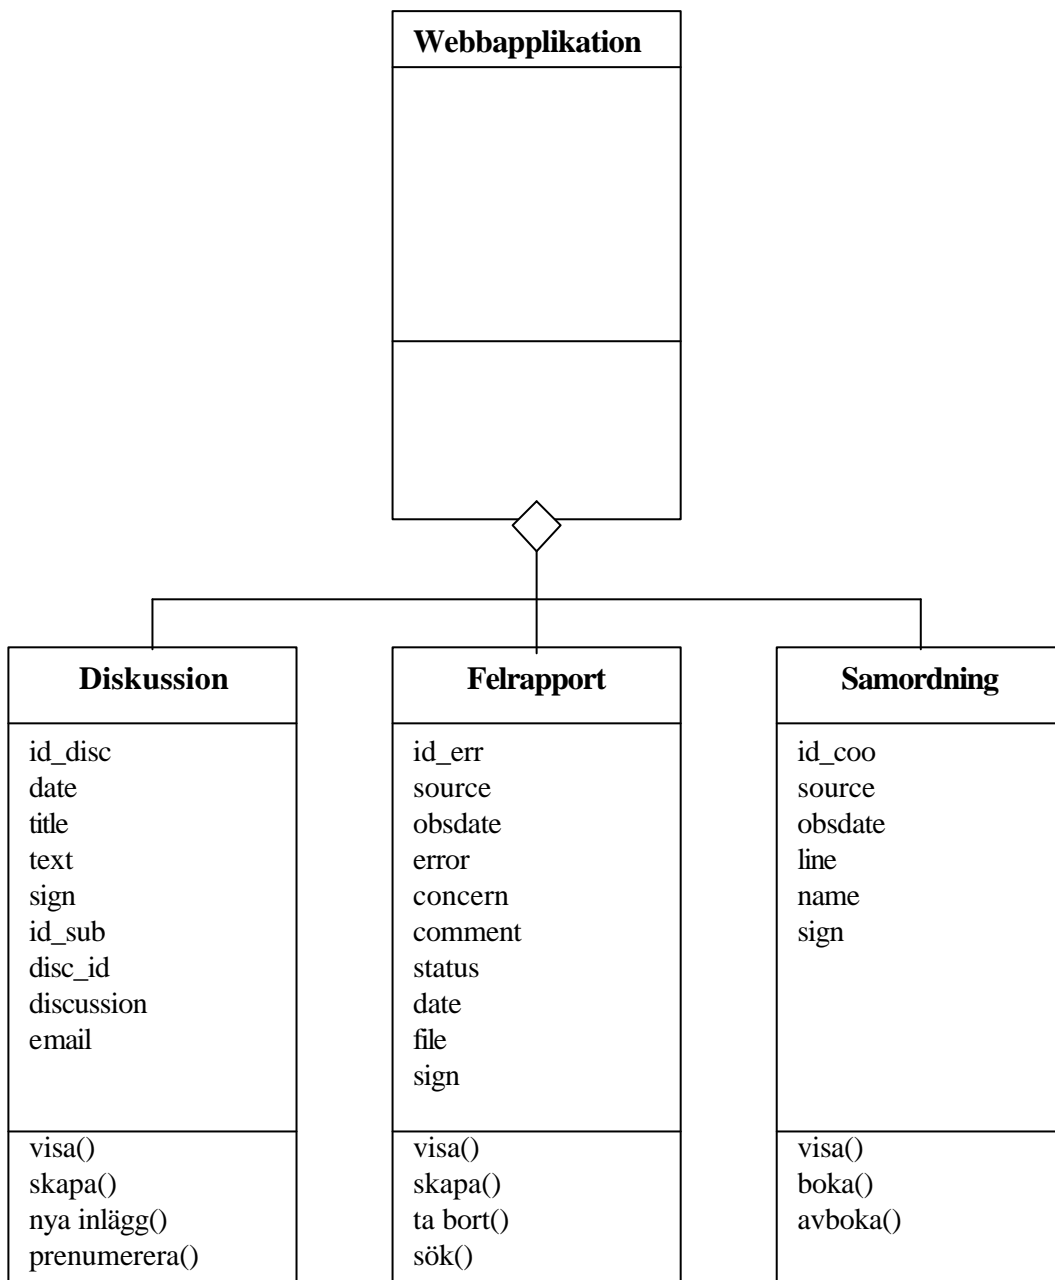 Webbapplikation
Diskussion
id_disc
date
title
text
sign
id_sub
disc_id
discussion
email
visa()
skapa()
nya inlägg()
prenumerera()
Felrapport
id_err
source
obsdate
error
concern
comment
status
date
file
sign
visa()
skapa()
ta bort()
sök()
Samordning
id_coo
source
obsdate
line
name
sign
visa()
boka()
avboka()